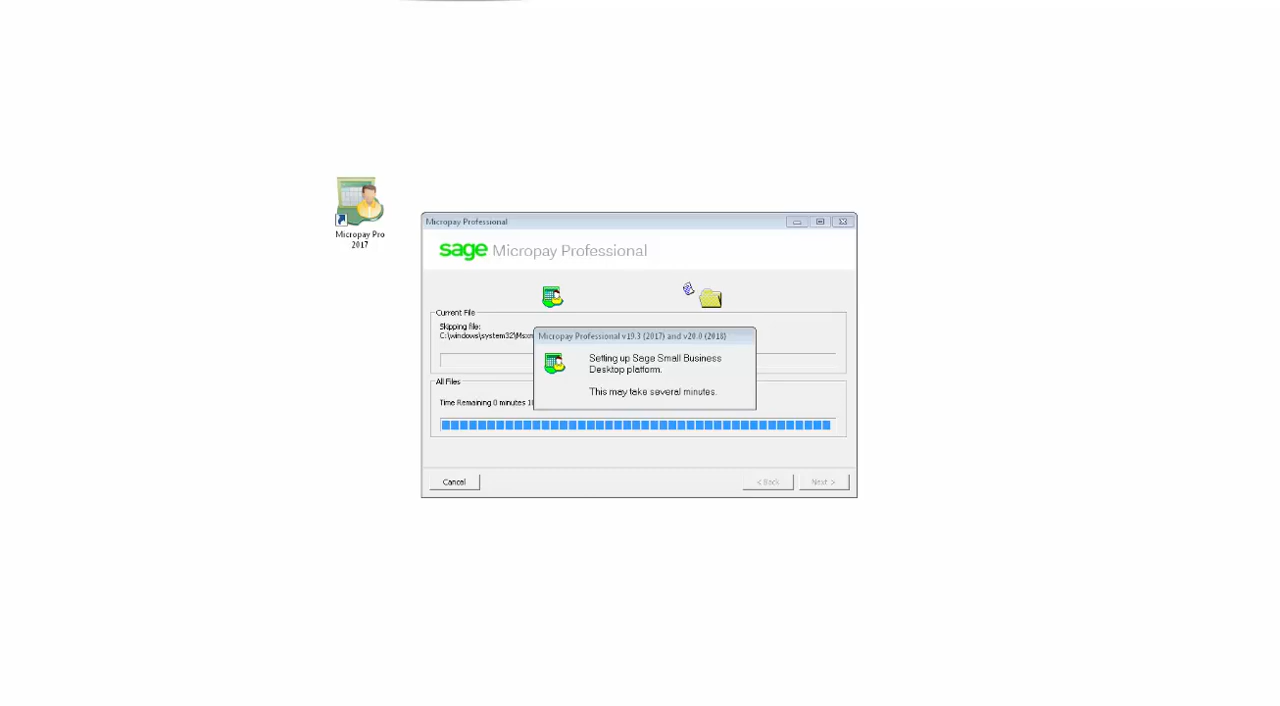 Micropay Pro
2017
Micropay Professional
sage Micropay Professional
Current File
Skipping file:
C:\windows\system32\Msxm
Micropay Professional v19.3 (2017) and v20.0 (2018)
Setting up Sage Small Business
Desktop platform.
This may take several minutes.
All Files
Time Remaining 0 minutes
Cancel
< Back
Next >